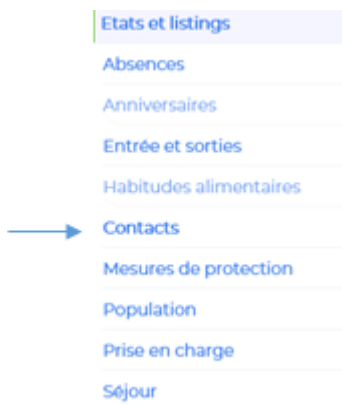 Etats et listings
Absences
Anniversaires
Entrée et sorties
Habitudes alimentaires
Contacts
Mesures de protection
Population
Prise en charge
Séjour